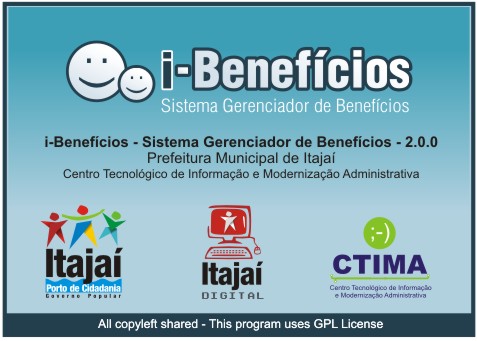 i-Benefícios
Sistema Gerenciador de Benefícios
i-Benefícios - Sistema Gerenciador de Benefícios - 2.0.0
Prefeitura Municipal de Itajaí
Centro Tecnológico de Informação e Modernização Administrativa
Itajaí
Porto de Cidadania
Governo Popular
Itajaí
DIGITAL
;-)
CTIMA
Centro Tecnológico de Informação
e Modernização Administrativa
All copyleft shared - This program uses GPL License